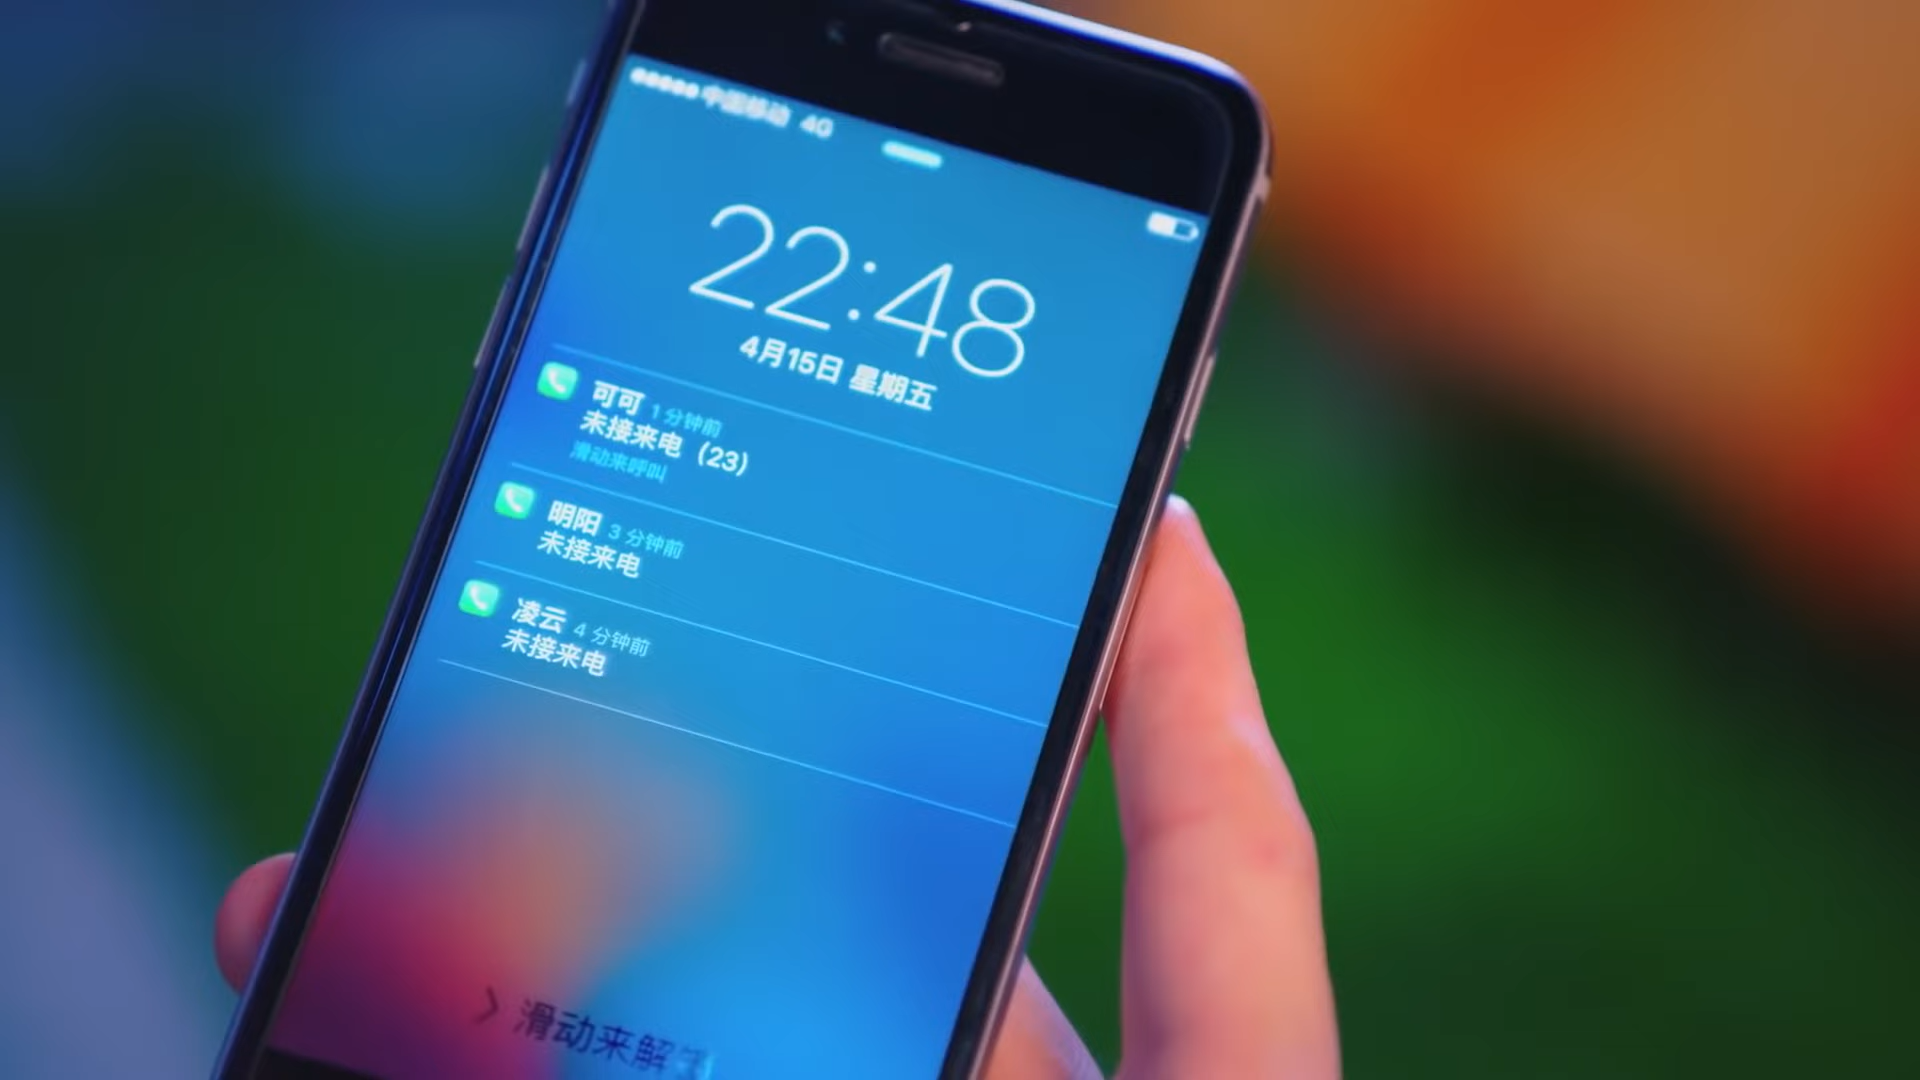 中国移动 4G
22:48
4月15日 星期五
可可 1 分钟前
未接来电（23）
滑动来呼叫
明阳 3 分钟前
未接来电
凌云 4 分钟前
未接来电
> 滑动来解